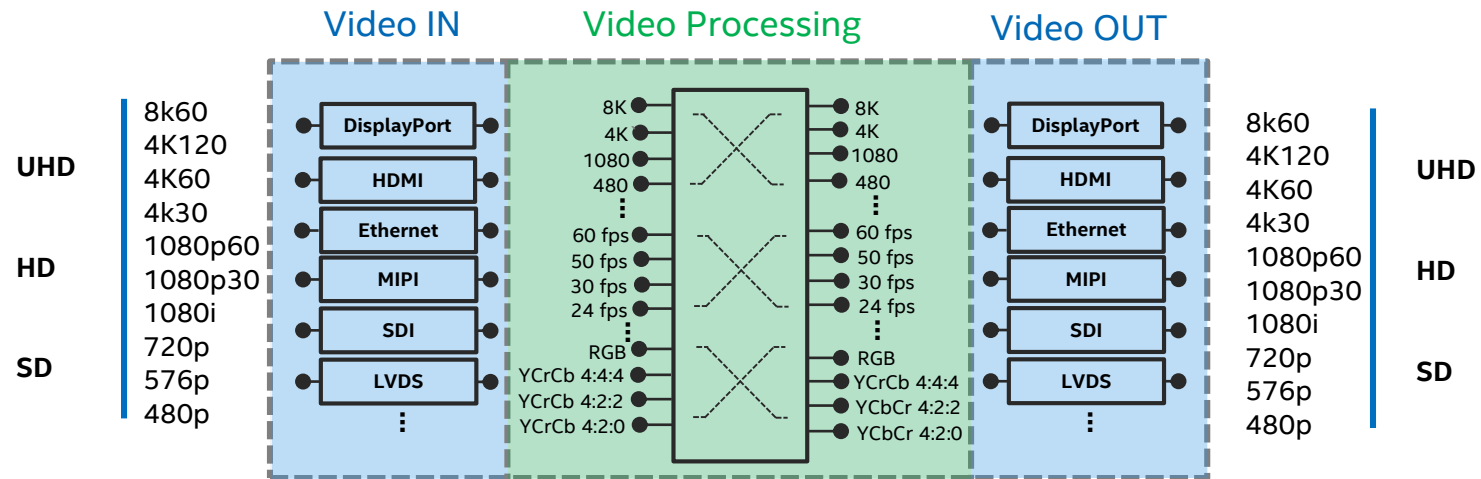 Video IN
Video Processing
Video OUT
UHD
HD
SD
8k60
4K120
4K60
4k30
1080p60
1080p30
1080i
720p
576p
480p
DisplayPort
HDMI
Ethernet
MIPI
SDI
LVDS
8K
4K
1080
480
60 fps
50 fps
30 fps
24 fps
RGB
YCrCb 4:4:4
YCrCb 4:2:2
YCrCb 4:2:0
8K
4K
1080
480
60 fps
50 fps
30 fps
24 fps
RGB
YCrCb 4:4:4
YCbCr 4:2:2
YCbCr 4:2:0
DisplayPort
HDMI
Ethernet
MIPI
SDI
LVDS
8k60
4K120
4K60
4k30
1080p60
1080p30
1080i
720p
576p
480p
UHD
HD
SD